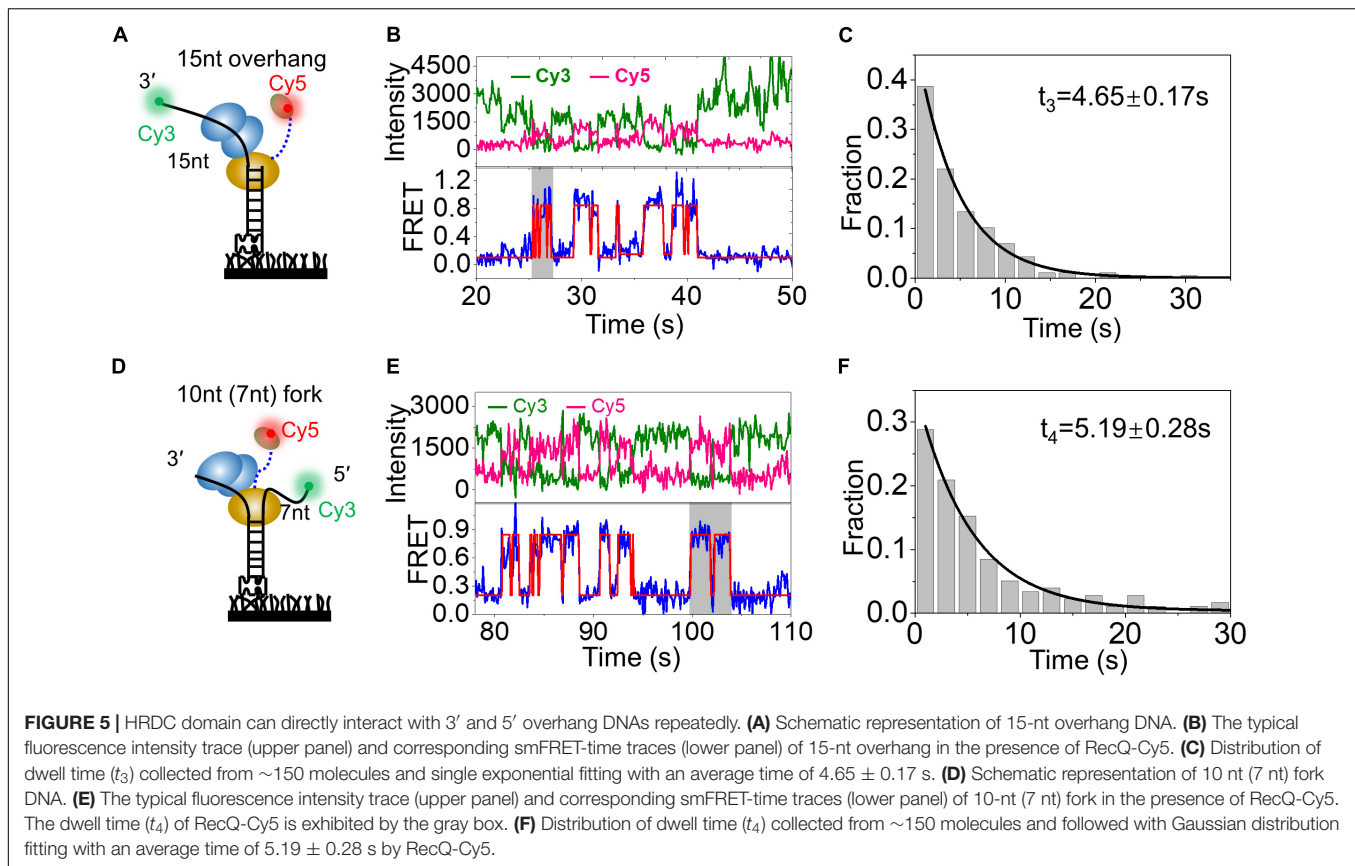 A
15nt overhang
3′
Cy5
Cy3
15nt
B
Cy3 Cy5
4500
3000
1500
0
Intensity
1.2
0.8
0.4
0.0
FRET
20 30 40 50
Time (s)
C
t3=4.65±0.17s
0.4
0.3
0.2
0.1
0.0
Fraction
0 10 20 30
Time (s)
D
10nt (7nt) fork
Cy5
3′
5′
7nt
Cy3
E
Cy3 Cy5
3000
1500
0
Intensity
0.9
0.6
0.3
0.0
FRET
80 90 100 110
Time (s)
F
t4=5.19±0.28s
0.3
0.2
0.1
0.0
Fraction
0 10 20 30
Time (s)
FIGURE 5 | HRDC domain can directly interact with 3′ and 5′ overhang DNAs repeatedly. (A) Schematic representation of 15-nt overhang DNA. (B) The typical
fluorescence intensity trace (upper panel) and corresponding smFRET-time traces (lower panel) of 15-nt overhang in the presence of RecQ-Cy5. (C) Distribution of
dwell time (t3) collected from ∼150 molecules and single exponential fitting with an average time of 4.65 ± 0.17 s. (D) Schematic representation of 10 nt (7 nt) fork
DNA. (E) The typical fluorescence intensity trace (upper panel) and corresponding smFRET-time traces (lower panel) of 10-nt (7 nt) fork in the presence of RecQ-Cy5.
The dwell time (t4) of RecQ-Cy5 is exhibited by the gray box. (F) Distribution of dwell time (t4) collected from ∼150 molecules and followed with Gaussian distribution
fitting with an average time of 5.19 ± 0.28 s by RecQ-Cy5.